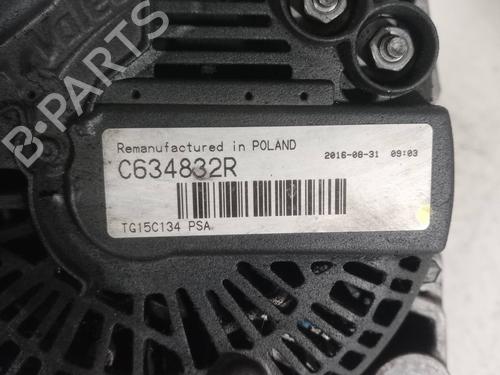 B-PARTS
Remanufactured in POLAND
2016-08-31 09:03
C634832R
TG15C134 PSA